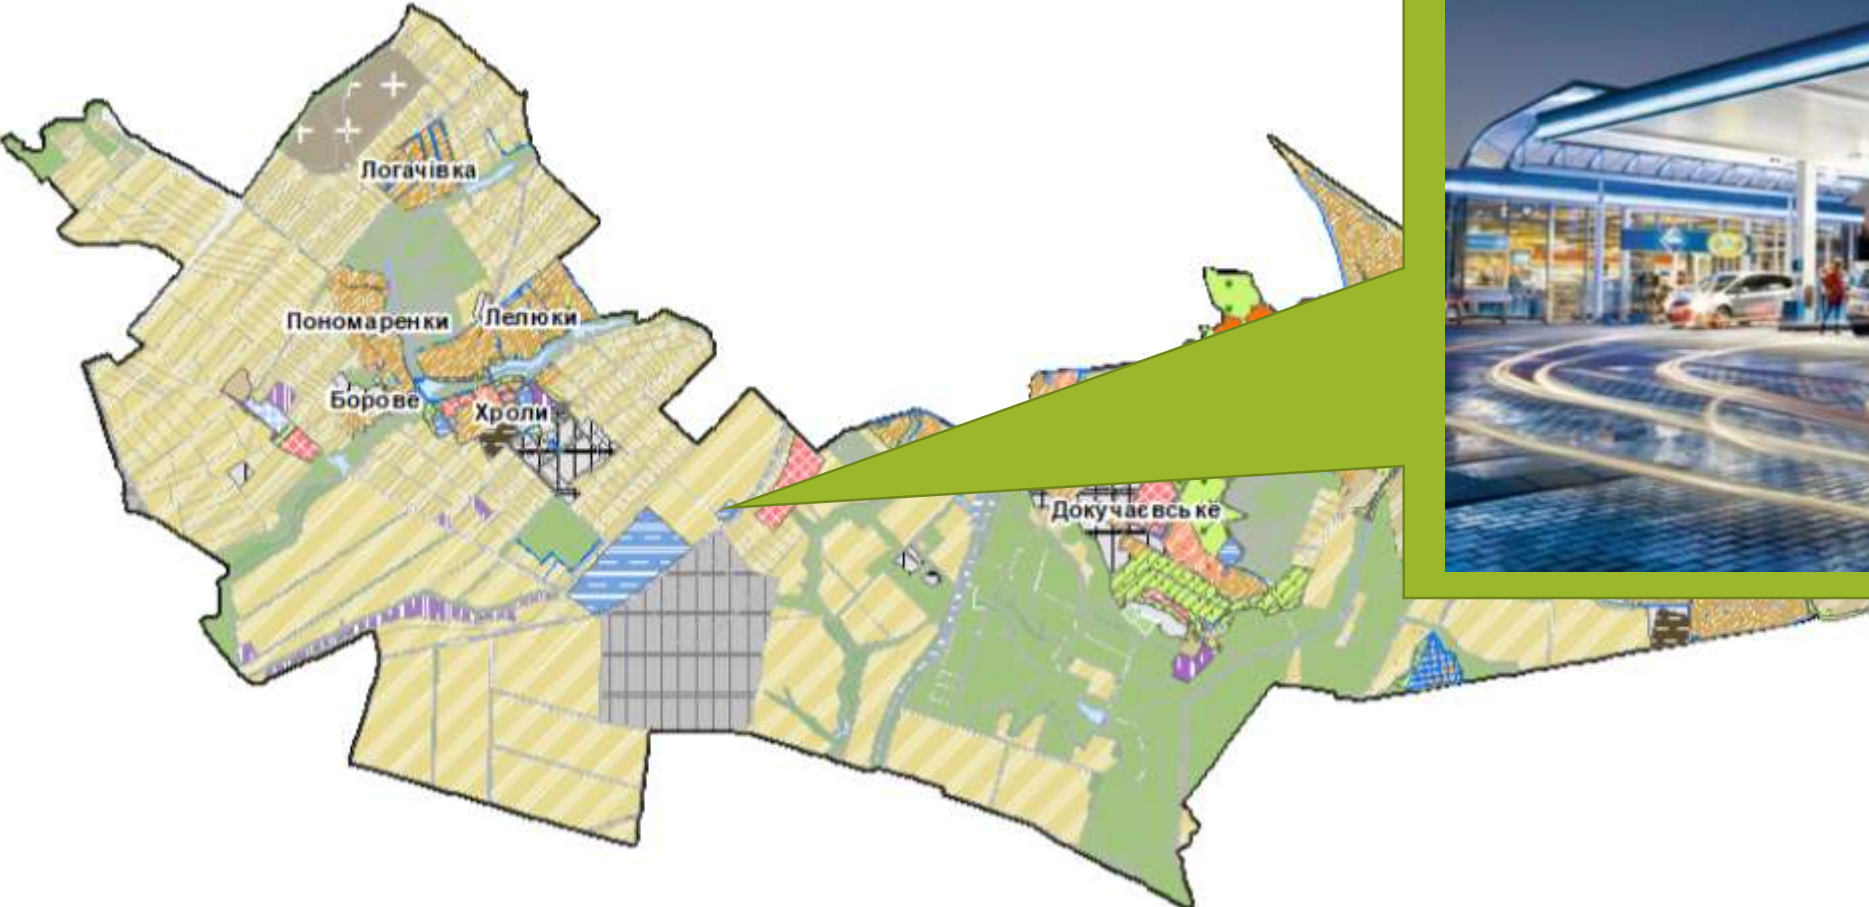 Логачівка
Пономаренки
Лелюки
Борове
Хроли
Докучаєвське